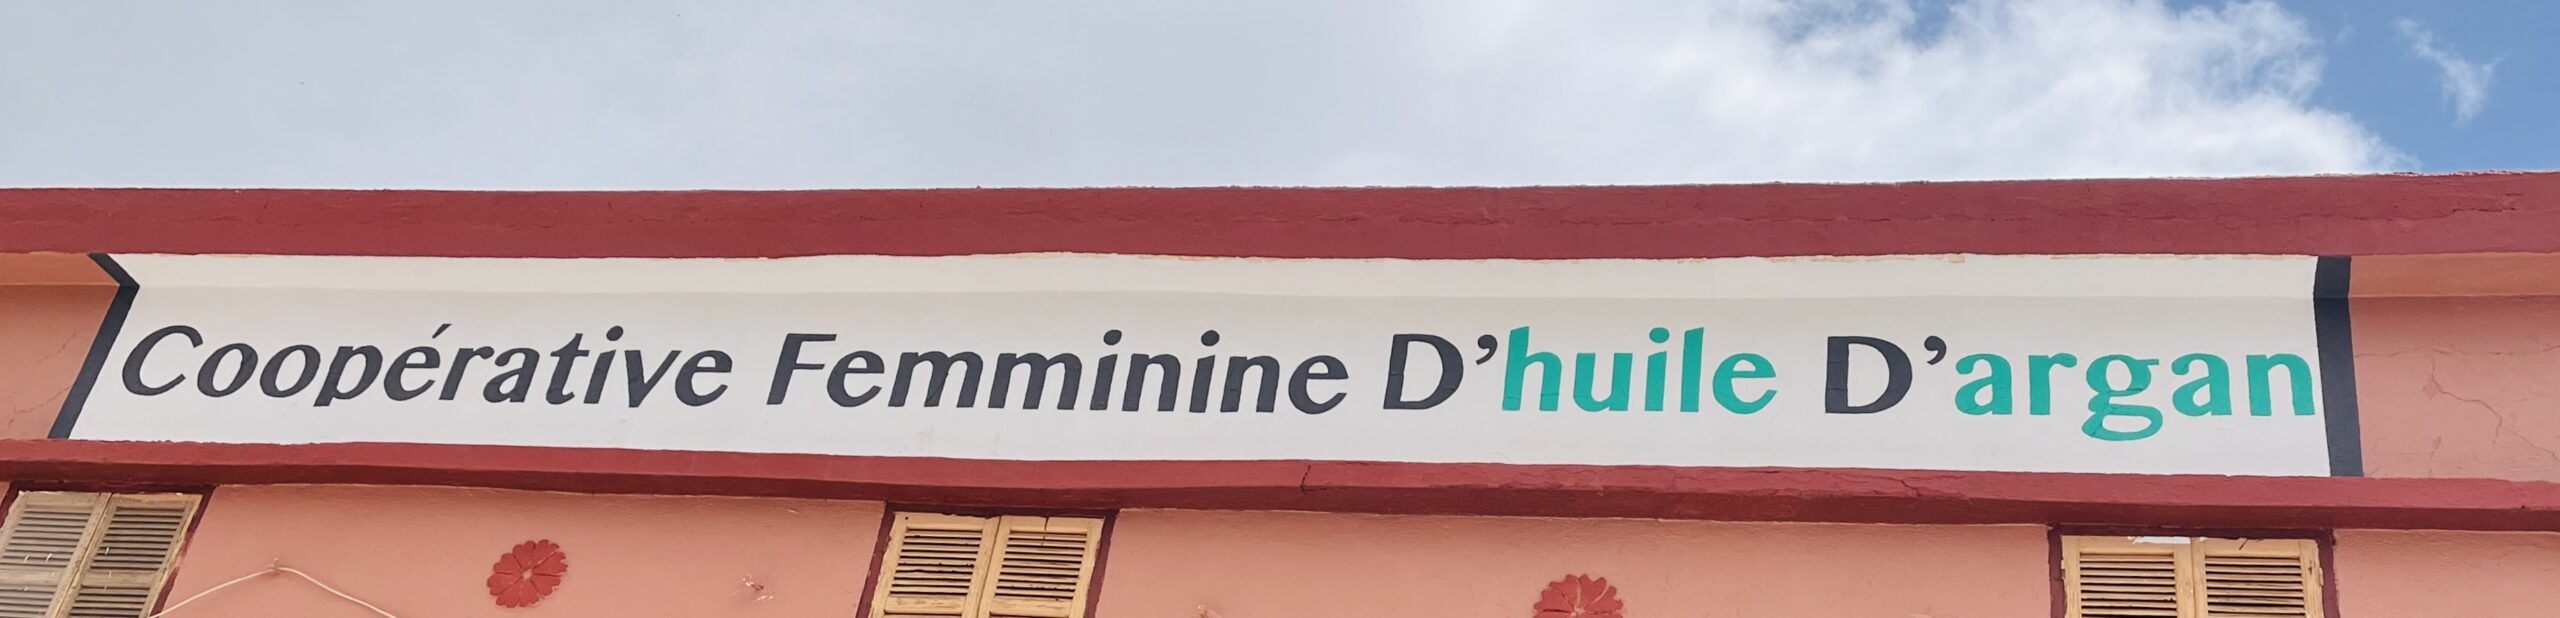 Coopérative Femminine D'huile D'argan